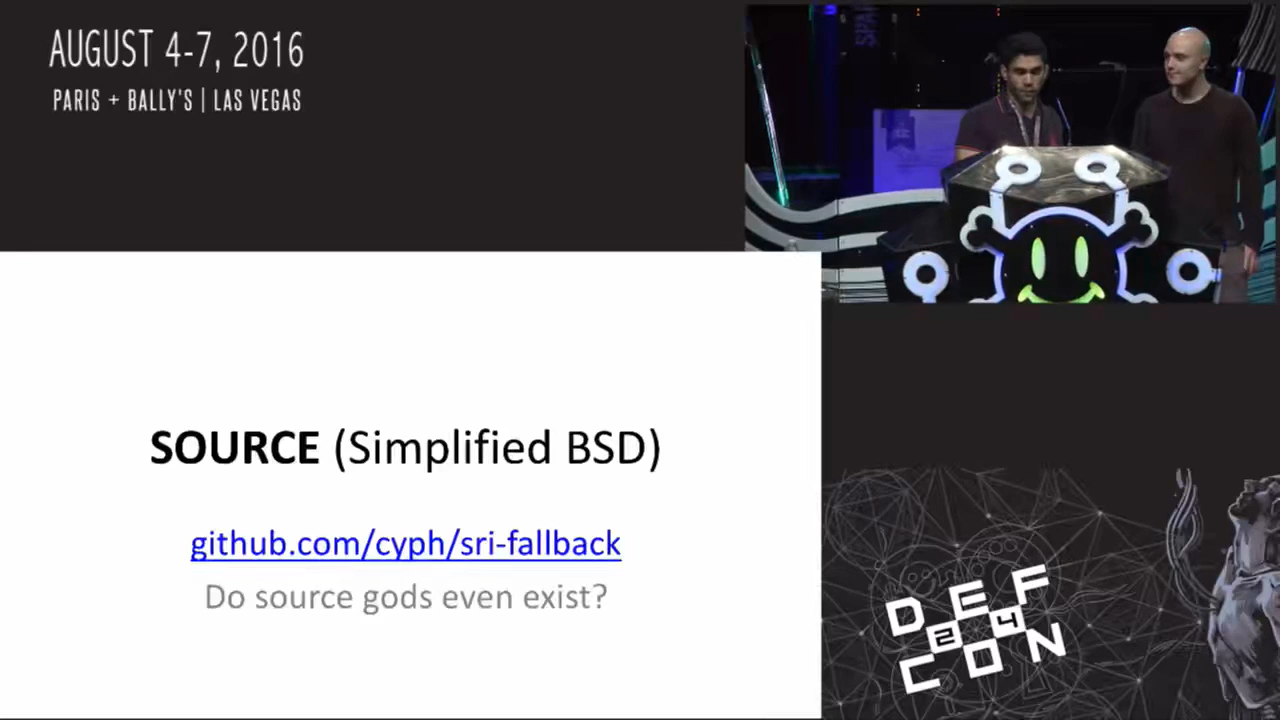 AUGUST 4-7, 2016
PARIS + BALLY'S | LAS VEGAS
SOURCE (Simplified BSD)
github.com/cyph/sri-fallback
Do source gods even exist?
DEF
24
CON